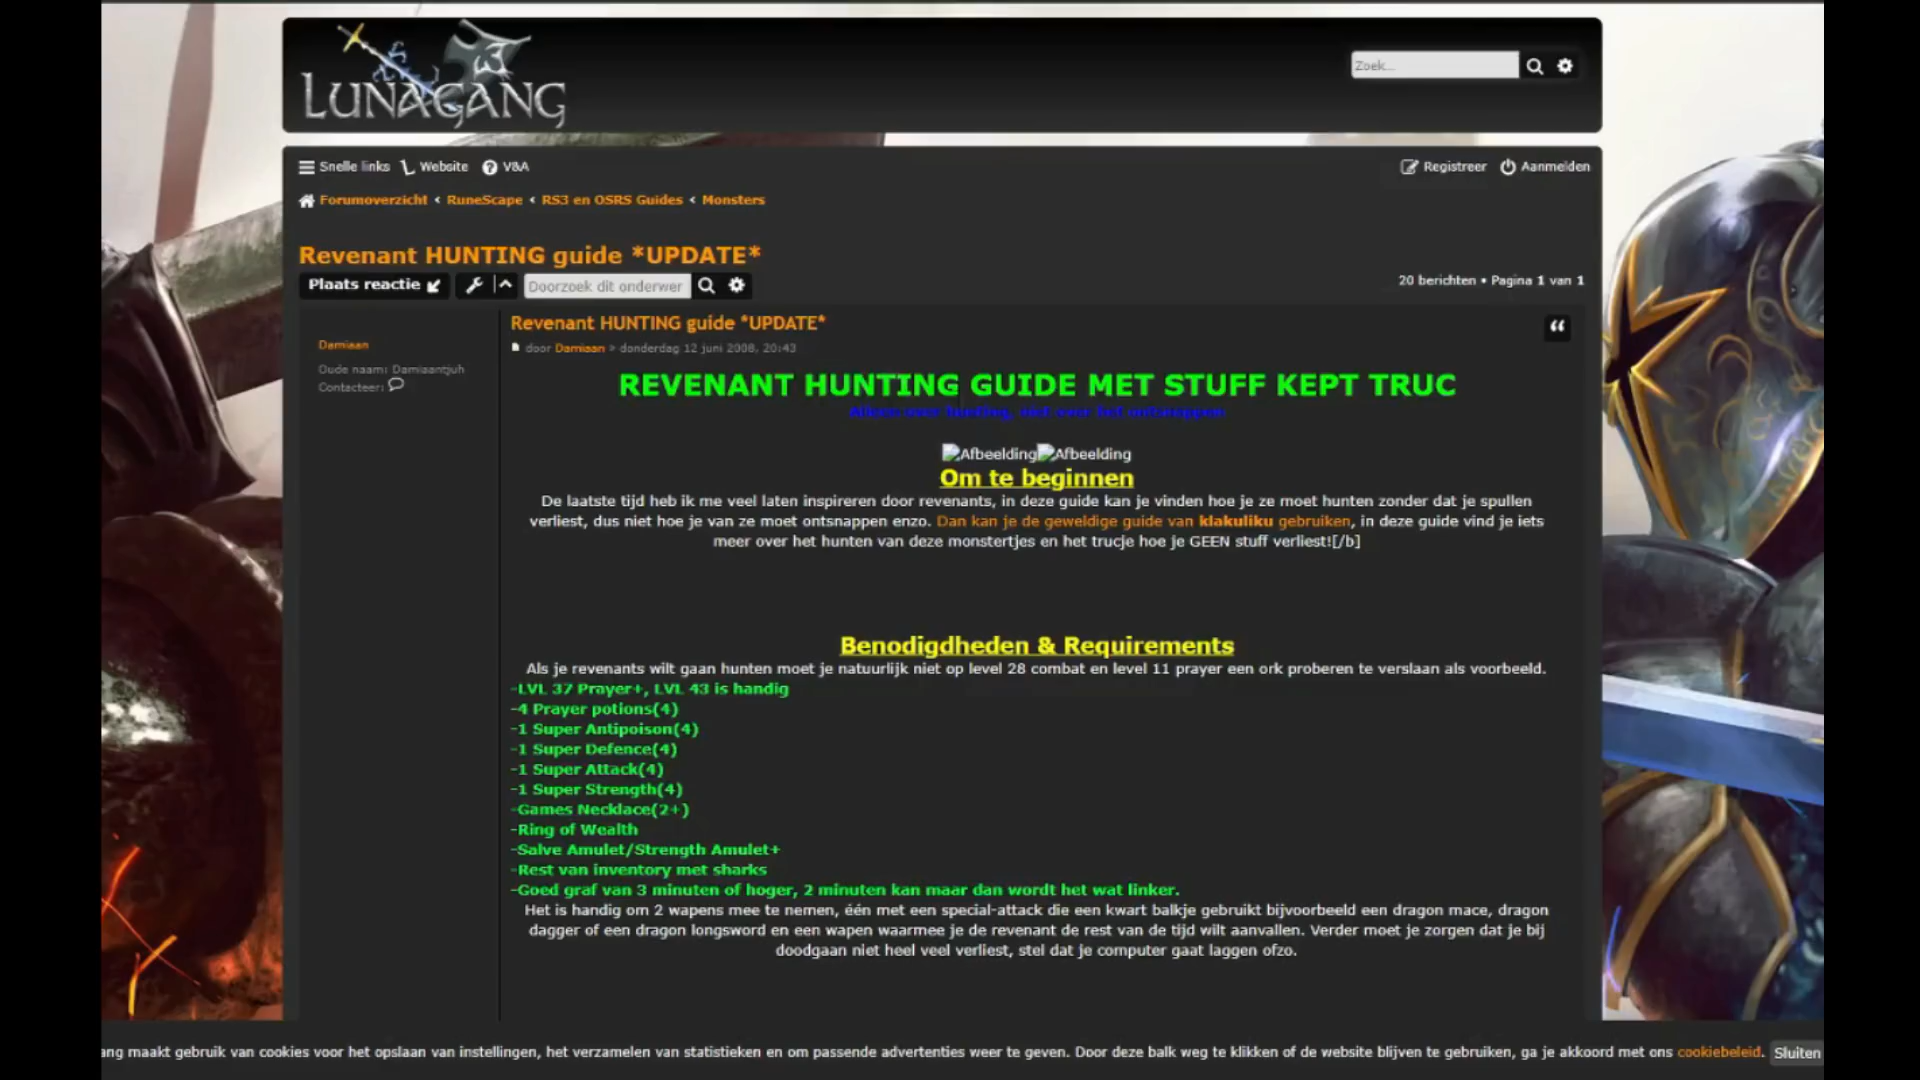 LUNAGANG
Zoek...
Snelle links Website V&A
Registreer Aanmelden
Forumoverzicht ‹ RuneScape ‹ RS3 en OSRS Guides ‹ Monsters
Revenant HUNTING guide *UPDATE*
Plaats reactie Doorzoek dit onderwer
20 berichten • Pagina 1 van 1
Damiaan
Oude naam: Damiaantjuh
Contacteer:
Revenant HUNTING guide *UPDATE*
door Damiaan » donderdag 12 juni 2008, 20:43
REVENANT HUNTING GUIDE MET STUFF KEPT TRUC
Alleen over hunting, niet over het ontsnappen
Afbeelding Afbeelding
Om te beginnen
De laatste tijd heb ik me veel laten inspireren door revenants, in deze guide kan je vinden hoe je ze moet hunten zonder dat je spullen
verliest, dus niet hoe je van ze moet ontsnappen enzo. Dan kan je de geweldige guide van klakuliku gebruiken, in deze guide vind je iets
meer over het hunten van deze monstertjes en het trucje hoe je GEEN stuff verliest![/b]
Benodigdheden & Requirements
Als je revenants wilt gaan hunten moet je natuurlijk niet op level 28 combat en level 11 prayer een ork proberen te verslaan als voorbeeld.
-LVL 37 Prayer+, LVL 43 is handig
-4 Prayer potions(4)
-1 Super Antipoison(4)
-1 Super Defence(4)
-1 Super Attack(4)
-1 Super Strength(4)
-Games Necklace(2+)
-Ring of Wealth
-Salve Amulet/Strength Amulet+
-Rest van inventory met sharks
-Goed graf van 3 minuten of hoger, 2 minuten kan maar dan wordt het wat linker.
Het is handig om 2 wapens mee te nemen, één met een special-attack die een kwart balkje gebruikt bijvoorbeeld een dragon mace, dragon
dagger of een dragon longsword en een wapen waarmee je de revenant de rest van de tijd wilt aanvallen. Verder moet je zorgen dat je bij
doodgaan niet heel veel verliest, stel dat je computer gaat laggen ofzo.
ang maakt gebruik van cookies voor het opslaan van instellingen, het verzamelen van statistieken en om passende advertenties weer te geven. Door deze balk weg te klikken of de website blijven te gebruiken, ga je akkoord met ons cookiebeleid. Sluiten